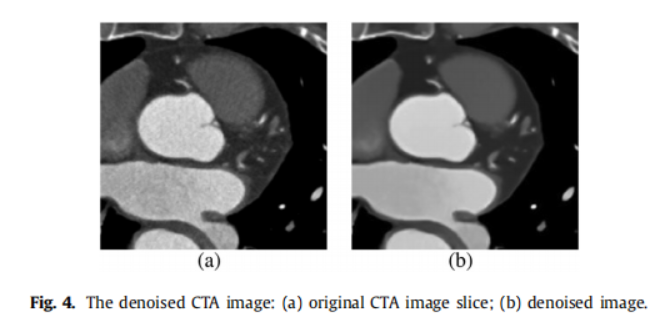 (a)
(b)
Fig. 4. The denoised CTA image: (a) original CTA image slice; (b) denoised image.